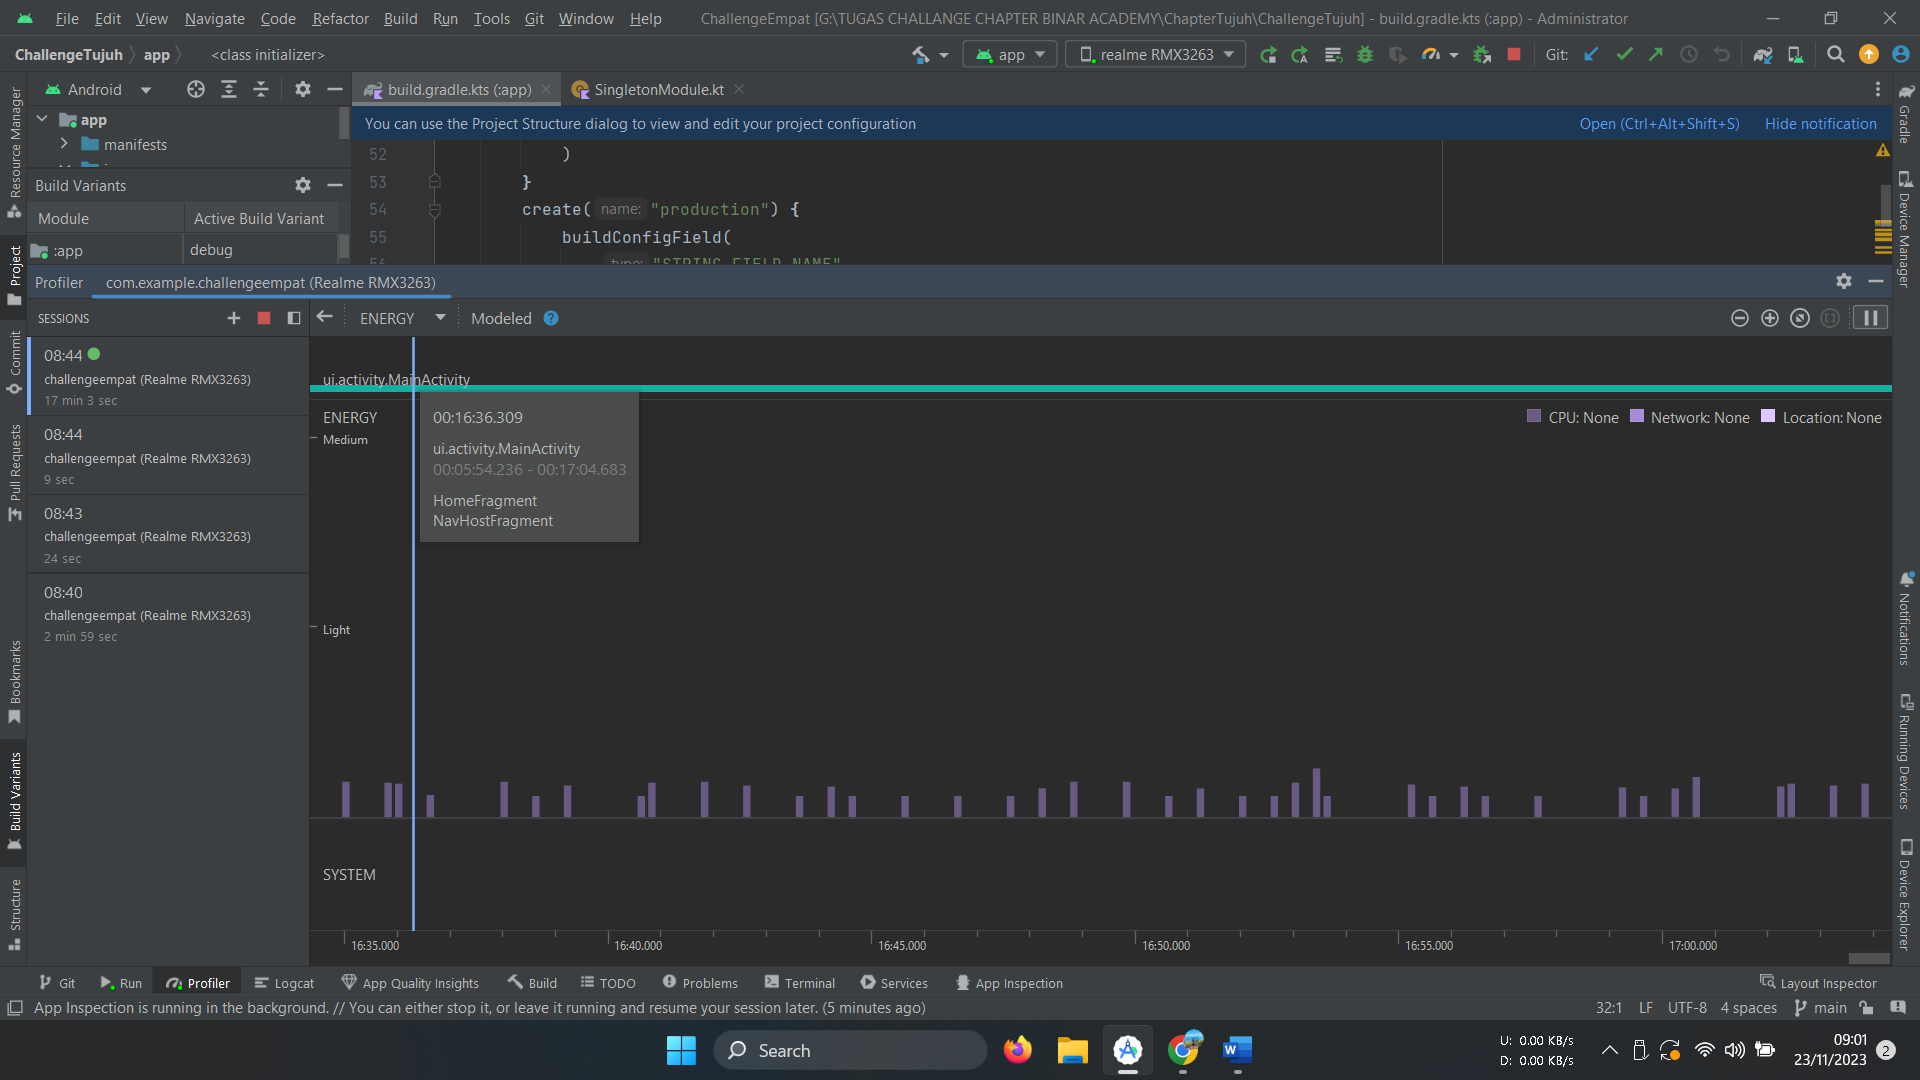 File Edit View Navigate Code Refactor Build Run Tools Git Window Help ChallengeEmpat [G:\TUGAS CHALLANGE CHAPTER BINAR ACADEMY\ChapterTujuh\ChallengeTujuh] - build.gradle.kts (:app) - Administrator
ChallengeTujuh app <class initializer> app realme RMX3263 Git:
Android build.gradle.kts (:app) SingletonModule.kt
app
manifests
You can use the Project Structure dialog to view and edit your project configuration Open (Ctrl+Alt+Shift+S) Hide notification
52 )
53 }
54 create( name: "production") {
55 buildConfigField(
56 type: "STRING_FIELD_NAME"
Build Variants
Module Active Build Variant
:app debug
Profiler com.example.challengeempat (Realme RMX3263)
SESSIONS ENERGY Modeled ?
08:44
challengeempat (Realme RMX3263)
17 min 3 sec
08:44
challengeempat (Realme RMX3263)
9 sec
08:43
challengeempat (Realme RMX3263)
24 sec
08:40
challengeempat (Realme RMX3263)
2 min 59 sec
ui.activity.MainActivity
ENERGY
Medium
Light
CPU: None Network: None Location: None
00:16:36.309
ui.activity.MainActivity
00:05:54.236 - 00:17:04.683
HomeFragment
NavHostFragment
SYSTEM
16:35.000 16:40.000 16:45.000 16:50.000 16:55.000 17:00.000
Resource Manager
Project
Commit
Pull Requests
Bookmarks
Build Variants
Structure
Gradle
Device Manager
Notifications
Running Devices
Device Explorer
Git Run Profiler Logcat App Quality Insights Build TODO Problems Terminal Services App Inspection Layout Inspector
App Inspection is running in the background. // You can either stop it, or leave it running and resume your session later. (5 minutes ago) 32:1 LF UTF-8 4 spaces main
Search
U: 0.00 KB/s
D: 0.00 KB/s
09:01
23/11/2023
2